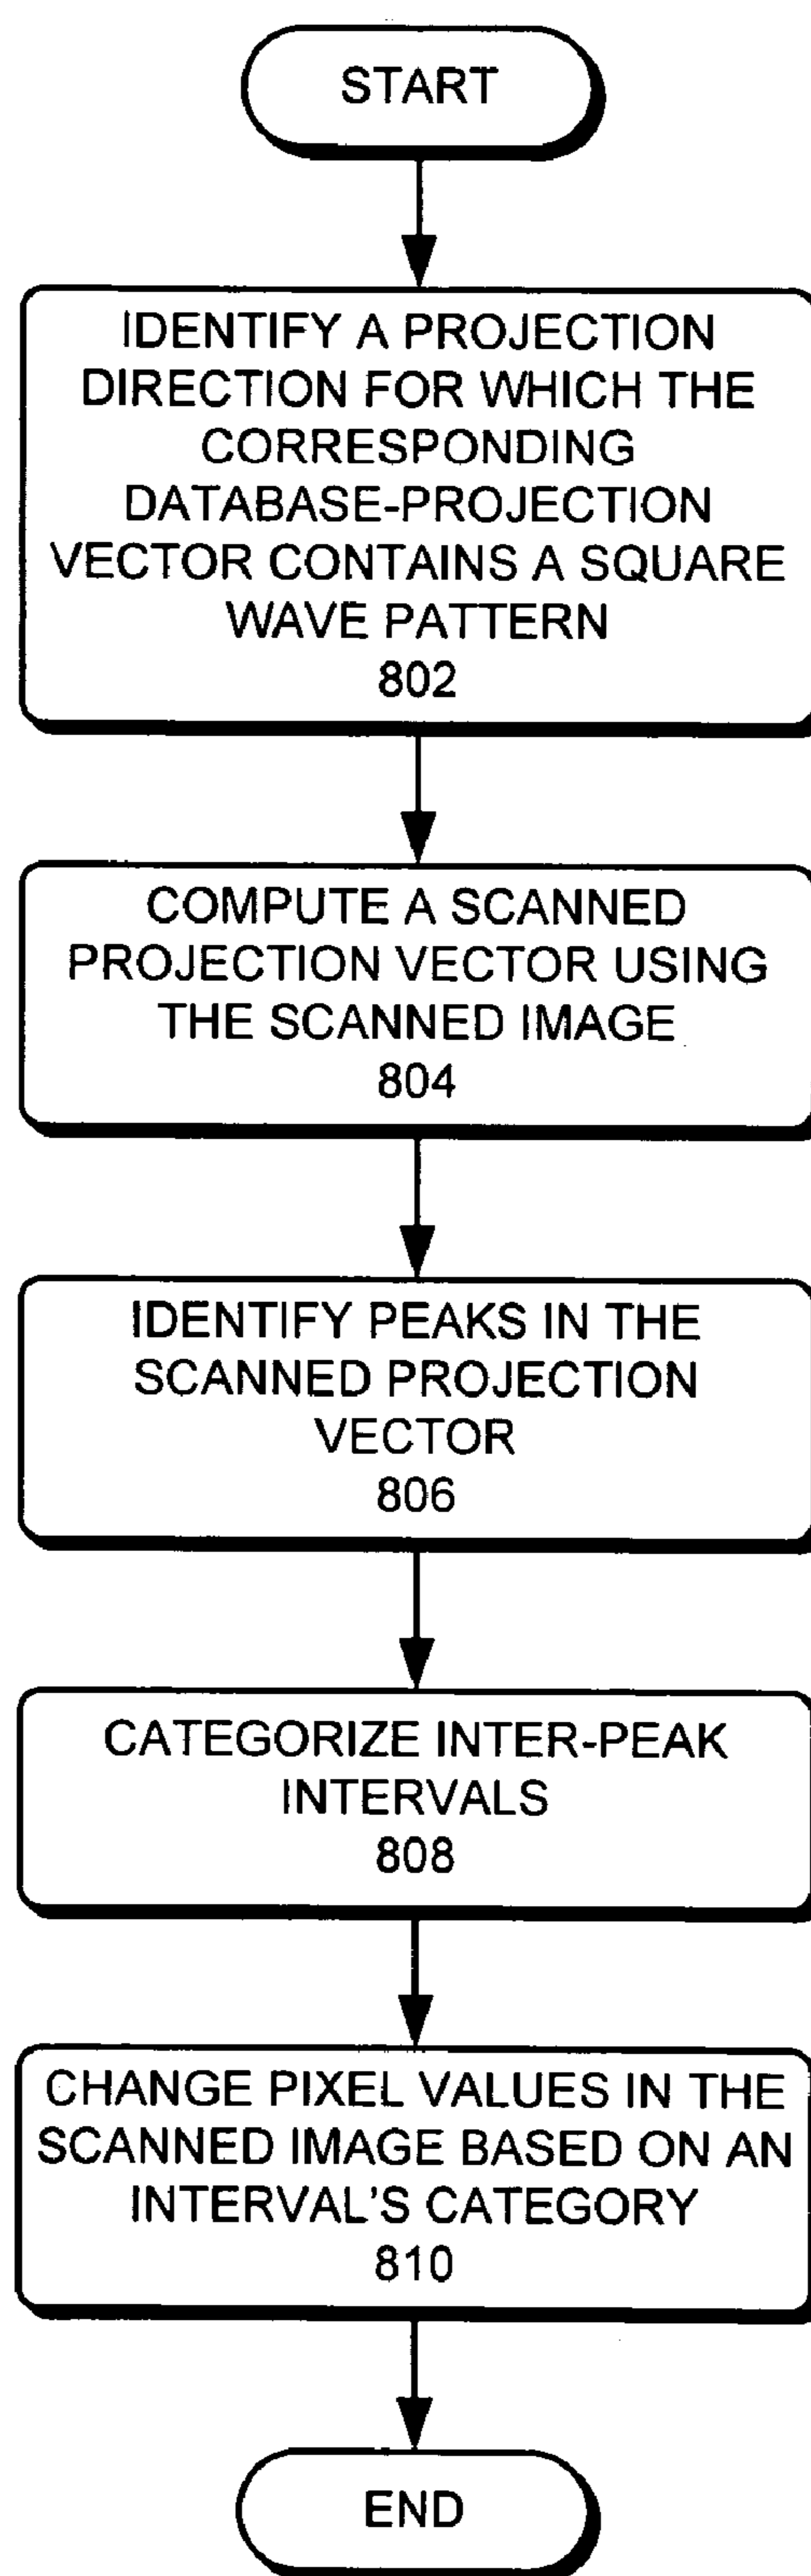 START
IDENTIFY A PROJECTION
DIRECTION FOR WHICH THE
CORRESPONDING
DATABASE-PROJECTION
VECTOR CONTAINS A SQUARE
WAVE PATTERN
802
COMPUTE A SCANNED
PROJECTION VECTOR USING
THE SCANNED IMAGE
804
IDENTIFY PEAKS IN THE
SCANNED PROJECTION
VECTOR
806
CATEGORIZE INTER-PEAK
INTERVALS
808
CHANGE PIXEL VALUES IN THE
SCANNED IMAGE BASED ON AN
INTERVAL'S CATEGORY
810
END